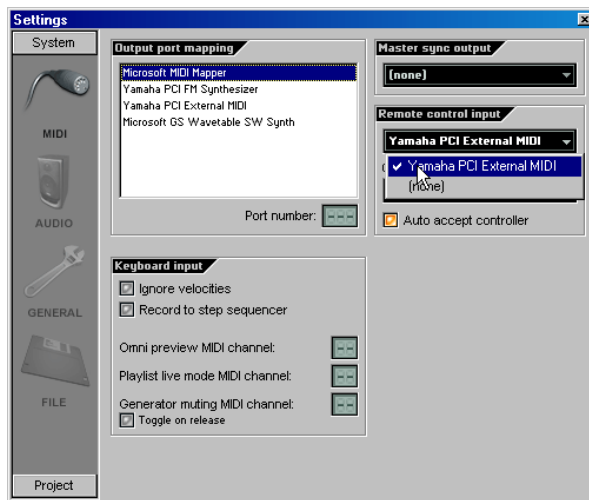 Settings
System
MIDI
AUDIO
GENERAL
FILE
Project
Output port mapping
Microsoft MIDI Mapper
Yamaha PCI FM Synthesizer
Yamaha PCI External MIDI
Microsoft GS Wavetable SW Synth
Port number: ---
Master sync output
(none)
Remote control input
Yamaha PCI External MIDI
Yamaha PCI External MIDI
(none)
Auto accept controller
Keyboard input
Ignore velocities
Record to step sequencer
Omni preview MIDI channel: --
Playlist live mode MIDI channel: --
Generator muting MIDI channel: --
Toggle on release